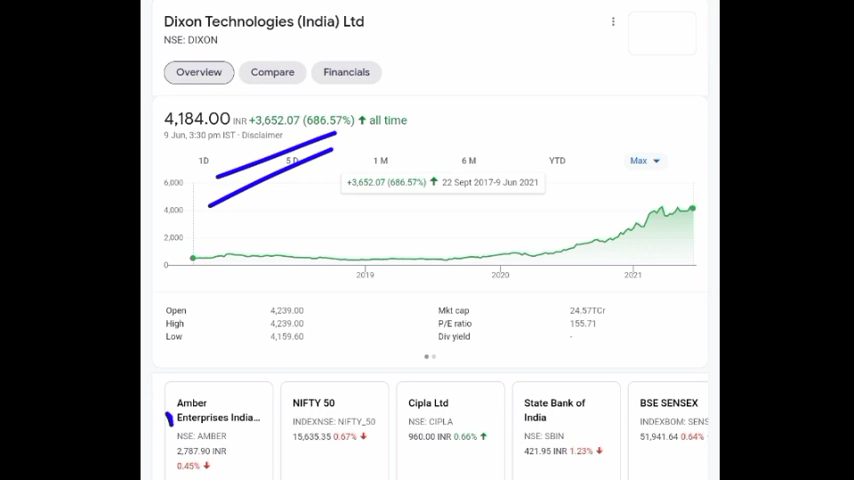 Dixon Technologies (India) Ltd
NSE: DIXON
Overview Compare Financials
4,184.00 INR +3,652.07 (686.57%) ↑ all time
9 Jun, 3:30 pm IST · Disclaimer
1D 5D 1M 6M YTD Max
+3,652.07 (686.57%) ↑ 22 Sept 2017-9 Jun 2021
6,000
4,000
2,000
0
2019 2020 2021
Open 4,239.00 Mkt cap 24.57TCr
High 4,239.00 P/E ratio 155.71
Low 4,159.60 Div yield -
Amber
Enterprises India...
NSE: AMBER
2,787.90 INR
0.45% ↓
NIFTY 50
INDEXNSE: NIFTY_50
15,635.35 0.67% ↓
Cipla Ltd
NSE: CIPLA
960.00 INR 0.66% ↑
State Bank of
India
NSE: SBIN
421.95 INR 1.23% ↓
BSE SENSEX
INDEXBOM: SENS
51,941.64 0.64%